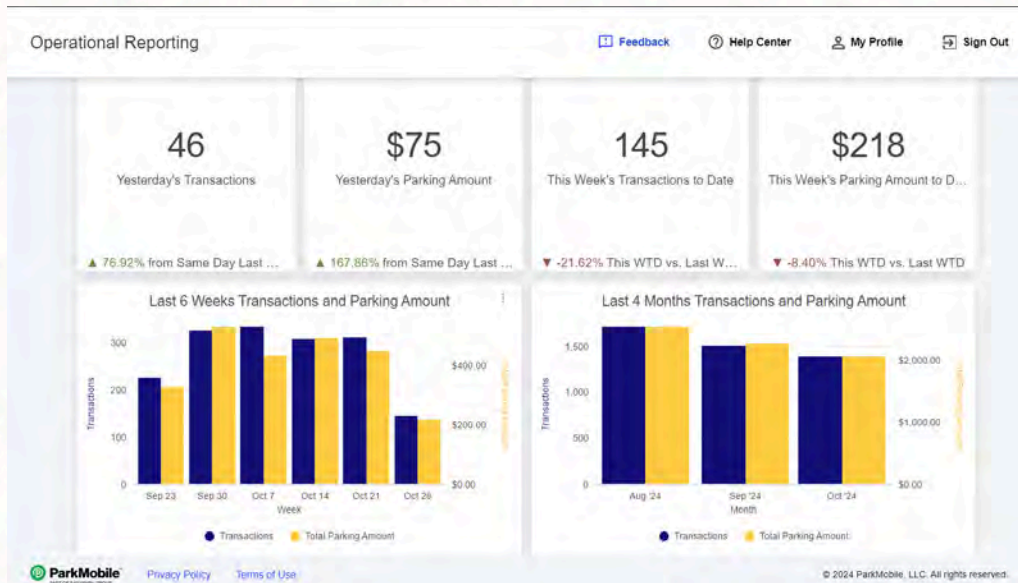 Operational Reporting
Feedback
Help Center
My Profile
Sign Out
46
Yesterday's Transactions
▲ 76.92% from Same Day Last ...
$75
Yesterday's Parking Amount
▲ 167.86% from Same Day Last ...
145
This Week's Transactions to Date
▼ -21.62% This WTD vs. Last W...
$218
This Week's Parking Amount to D...
▼ -8.40% This WTD vs. Last WTD
Last 6 Weeks Transactions and Parking Amount
Transactions
300
200
100
0
$400.00
$200.00
$0.00
Sep 23
Sep 30
Oct 7
Oct 14
Oct 21
Oct 28
Week
Transactions
Total Parking Amount
Last 4 Months Transactions and Parking Amount
Transactions
1,500
1,000
500
0
$2,000.00
$1,000.00
$0.00
Aug '24
Sep '24
Oct '24
Month
Transactions
Total Parking Amount
ParkMobile
Privacy Policy
Terms of Use
© 2024 ParkMobile, LLC. All rights reserved.